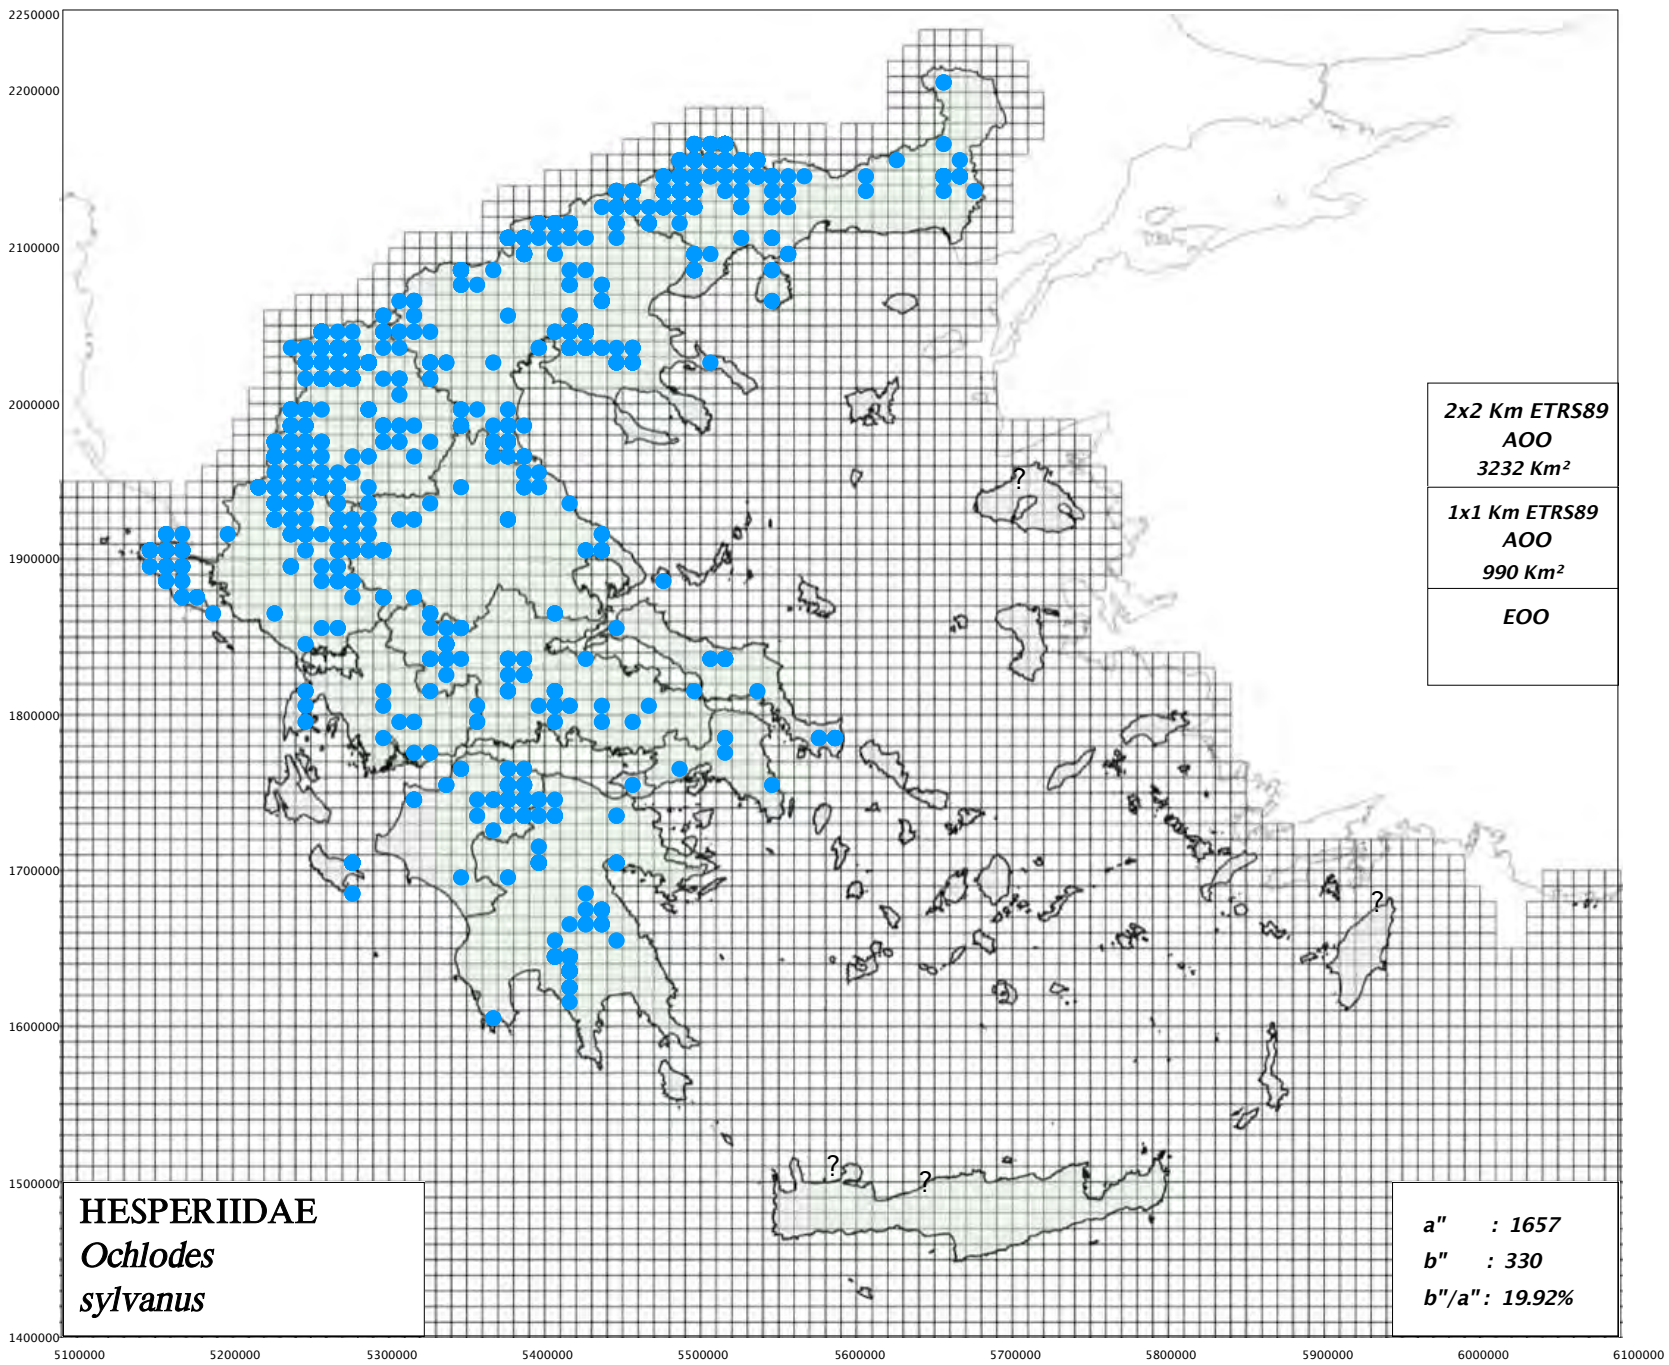 2250000
2200000
2100000
2000000
1900000
1800000
1700000
1600000
1500000
1400000
5100000 5200000 5300000 5400000 5500000 5600000 5700000 5800000 5900000 6000000 6100000
2x2 Km ETRS89
AOO
3232 Km²
1x1 Km ETRS89
AOO
990 Km²
EOO
?
?
?
?
HESPERIIDAE
Ochlodes
sylvanus
a" : 1657
b" : 330
b"/a" : 19.92%